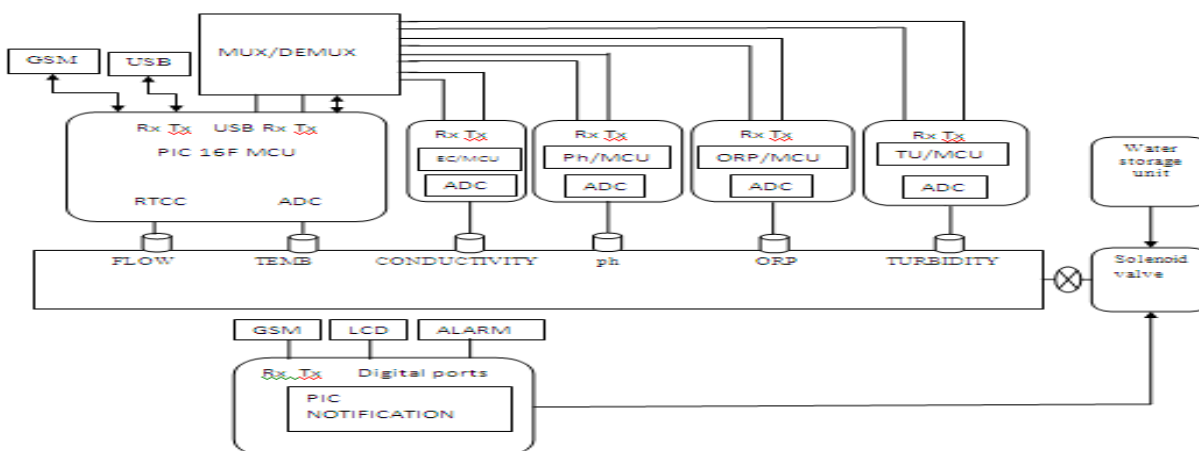 MUX/DEMUX
GSM
USB
Rx Tx USB Rx Tx
PIC 16F MCU
RTCC ADC
Rx Tx
EC/MCU
ADC
Rx Tx
Ph/MCU
ADC
Rx Tx
ORP/MCU
ADC
Rx Tx
TU/MCU
ADC
Water
storage
unit
FLOW TEMB CONDUCTIVITY ph ORP TURBIDITY
Solenoid
valve
GSM LCD ALARM
Rx Tx Digital ports
PIC
NOTIFICATION